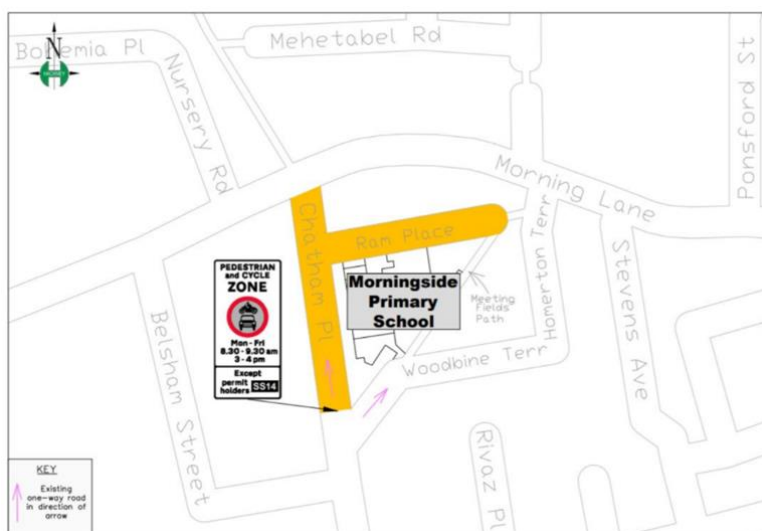 Bohemia Pl
N
HACKNEY
Nursery Rd
Mehetabel Rd
Ponsford St
Morning Lane
Chatham Pl
Ram Place
Homerton Terr
Stevens Ave
PEDESTRIAN
and CYCLE
ZONE
Mon - Fri
8.30 - 9.30 am
3 - 4 pm
Except
permit
holders SS14
Morningside
Primary
School
Meeting
Fields
Path
Woodbine Terr
Belsham Street
Rivaz Pl
KEY
Existing
one-way road
in direction of
arrow